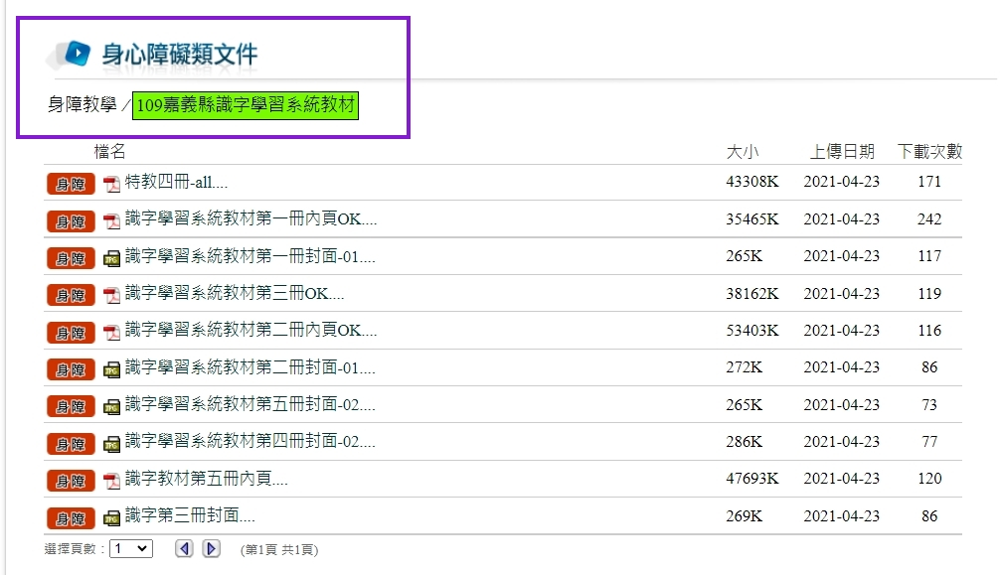 身心障礙類文件
身障教學 / 109嘉義縣識字學習系統教材
檔名 大小 上傳日期 下載次數
身障 特教四冊-all.... 43308K 2021-04-23 171
身障 識字學習系統教材第一冊內頁OK.... 35465K 2021-04-23 242
身障 JPG 識字學習系統教材第一冊封面-01.... 265K 2021-04-23 117
身障 識字學習系統教材第三冊OK.... 38162K 2021-04-23 119
身障 識字學習系統教材第二冊內頁OK.... 53403K 2021-04-23 116
身障 JPG 識字學習系統教材第二冊封面-01.... 272K 2021-04-23 86
身障 JPG 識字學習系統教材第五冊封面-02.... 265K 2021-04-23 73
身障 JPG 識字學習系統教材第四冊封面-02.... 286K 2021-04-23 77
身障 識字教材第五冊內頁.... 47693K 2021-04-23 120
身障 JPG 識字第三冊封面.... 269K 2021-04-23 86
選擇頁數 : 1 (第1頁 共1頁)